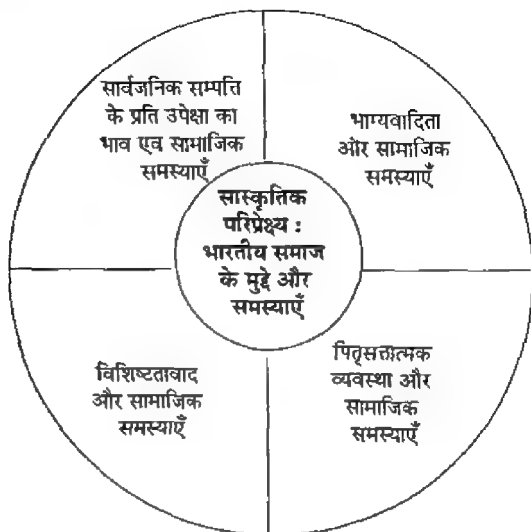 सार्वजनिक सम्पत्ति
के प्रति उपेक्षा का
भाव एव सामाजिक
समस्याएँ
भाग्यवादिता
और सामाजिक
समस्याएँ
सास्कृतिक
परिप्रेक्ष्य :
भारतीय समाज
के मुद्दे और
समस्याएँ
विशिष्टतावाद
और सामाजिक
समस्याएँ
पितृसत्तात्मक
व्यवस्था और
सामाजिक
समस्याएँ